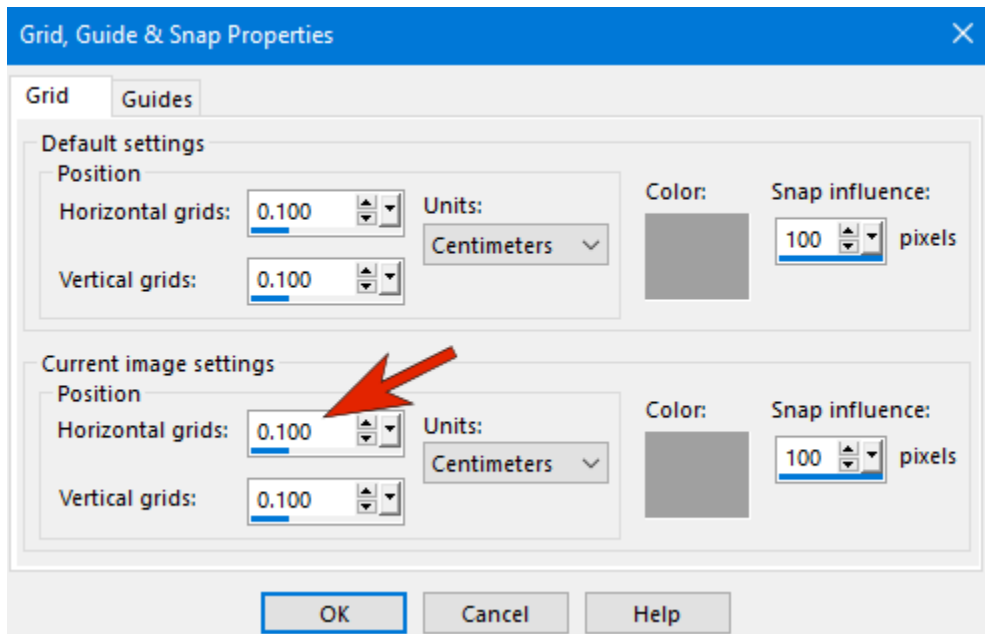 Grid, Guide & Snap Properties
Grid Guides
Default settings
Position
Horizontal grids: 0.100 Units: Color: Snap influence:
Centimeters 100 pixels
Vertical grids: 0.100
Current image settings
Position
Horizontal grids: 0.100 Units: Color: Snap influence:
Centimeters 100 pixels
Vertical grids: 0.100
OK Cancel Help